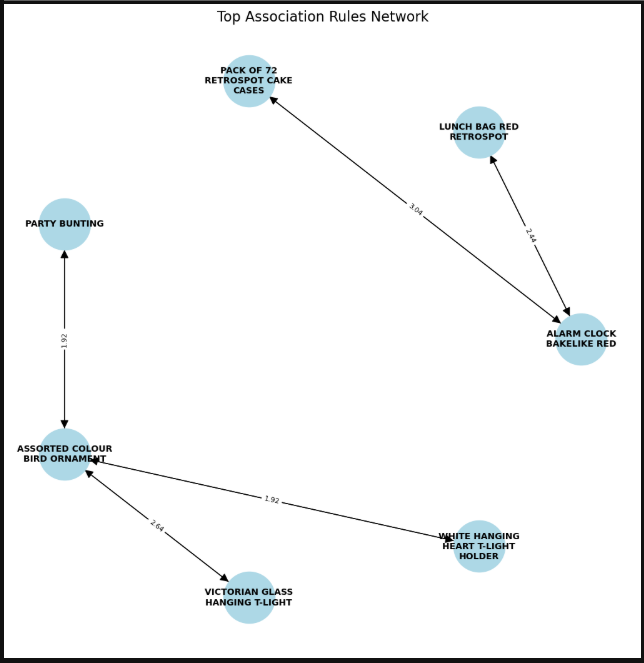 Top Association Rules Network
PACK OF 72
RETROSPOT CAKE
CASES
LUNCH BAG RED
RETROSPOT
3.04
PARTY BUNTING
2.44
ALARM CLOCK
BAKELIKE RED
1.92
ASSORTED COLOUR
BIRD ORNAMENT
1.92
2.64
WHITE HANGING
HEART T-LIGHT
HOLDER
VICTORIAN GLASS
HANGING T-LIGHT